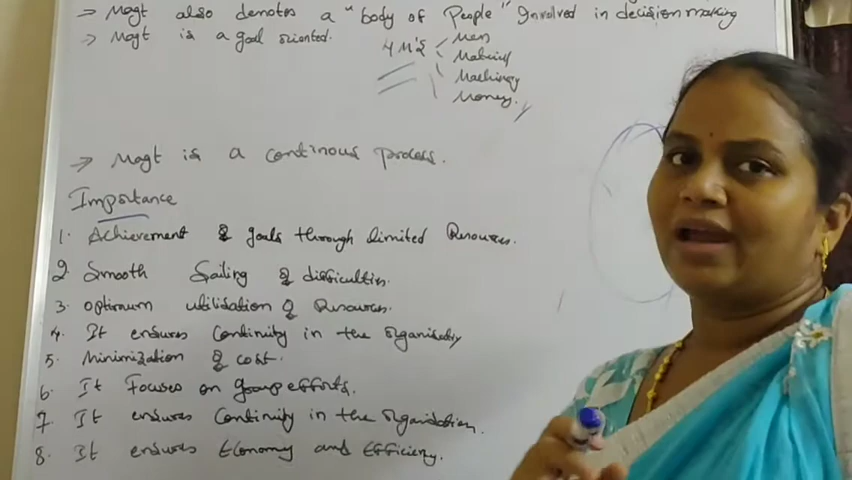 → Magt also denotes a "body of People" Involved in decision making
→ Magt is a goal oriented.
4 M's
Men
Material
Machinery
Money.
→ Magt is a continous process.
Importance
1. Achievement of goals through limited Resources.
2. Smooth Sailing of difficulties.
3. optimum utilisation of Resources.
4. It ensures Continuity in the organisation
5. Minimization of cost.
6. It Focuses on group efforts.
7. It ensures Continuity in the organisation.
8. It ensures Economy and Efficiency.